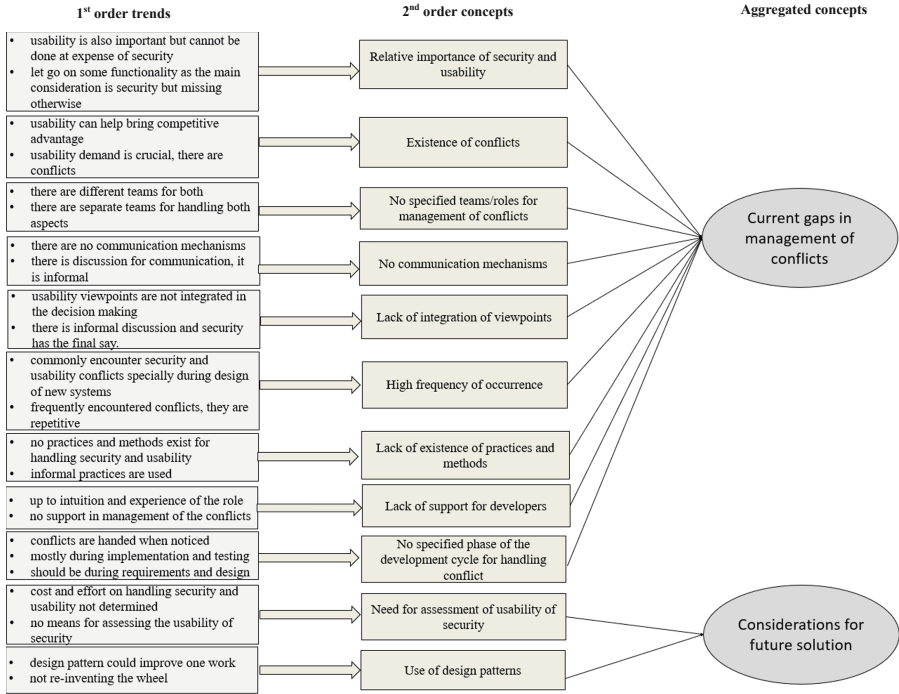 1st order trends
2nd order concepts
Aggregated concepts
• usability is also important but cannot be
done at expense of security
• let go on some functionality as the main
consideration is security but missing
otherwise
Relative importance of security and
usability
• usability can help bring competitive
advantage
• usability demand is crucial, there are
conflicts
Existence of conflicts
• there are different teams for both
• there are separate teams for handling both
aspects
No specified teams/roles for
management of conflicts
• there are no communication mechanisms
• there is discussion for communication, it
is informal
No communication mechanisms
• usability viewpoints are not integrated in
the decision making
• there is informal discussion and security
has the final say.
Lack of integration of viewpoints
• commonly encounter security and
usability conflicts specially during design
of new systems
• frequently encountered conflicts, they are
repetitive
High frequency of occurrence
• no practices and methods exist for
handling security and usability
• informal practices are used
Lack of existence of practices and
methods
• up to intuition and experience of the role
• no support in management of the conflicts
Lack of support for developers
• conflicts are handed when noticed
• mostly during implementation and testing
• should be during requirements and design
No specified phase of the
development cycle for handling
conflict
• cost and effort on handling security and
usability not determined
• no means for assessing the usability of
security
Need for assessment of usability of
security
• design pattern could improve one work
• not re-inventing the wheel
Use of design patterns
Current gaps in
management of
conflicts
Considerations for
future solution